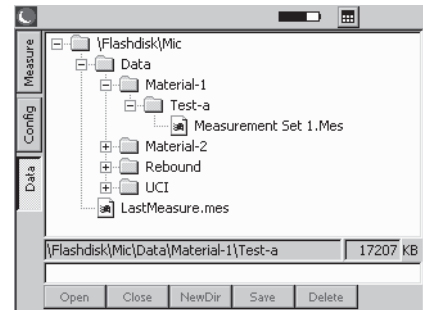 \Flashdisk\Mic
Data
Material-1
Test-a
Measurement Set 1.Mes
Material-2
Rebound
UCI
LastMeasure.mes
Measure
Config
Data
\Flashdisk\Mic\Data\Material-1\Test-a 17207 KB
Open Close NewDir Save Delete